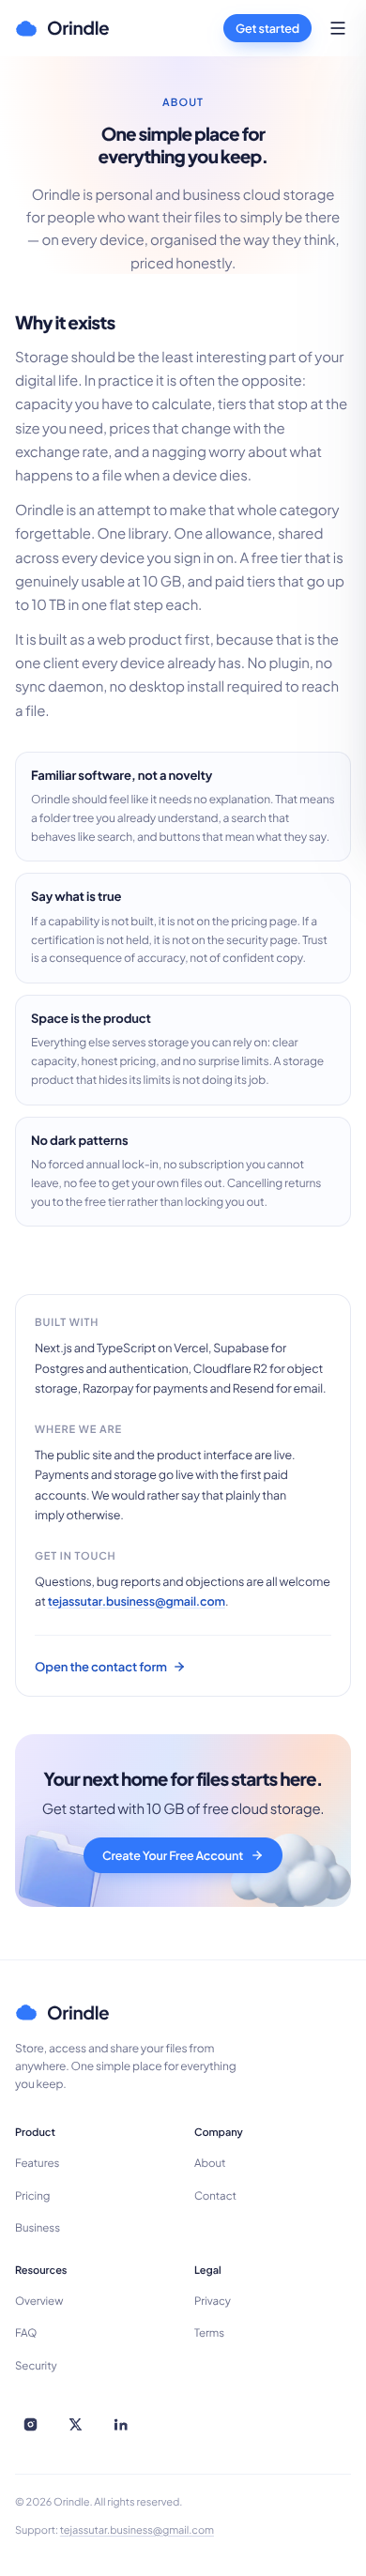 Orindle
Get started
ABOUT
One simple place for
everything you keep.
Orindle is personal and business cloud storage
for people who want their files to simply be there
— on every device, organised the way they think,
priced honestly.
Why it exists
Storage should be the least interesting part of your
digital life. In practice it is often the opposite:
capacity you have to calculate, tiers that stop at the
size you need, prices that change with the
exchange rate, and a nagging worry about what
happens to a file when a device dies.
Orindle is an attempt to make that whole category
forgettable. One library. One allowance, shared
across every device you sign in on. A free tier that is
genuinely usable at 10 GB, and paid tiers that go up
to 10 TB in one flat step each.
It is built as a web product first, because that is the
one client every device already has. No plugin, no
sync daemon, no desktop install required to reach
a file.
Familiar software, not a novelty
Orindle should feel like it needs no explanation. That means
a folder tree you already understand, a search that
behaves like search, and buttons that mean what they say.
Say what is true
If a capability is not built, it is not on the pricing page. If a
certification is not held, it is not on the security page. Trust
is a consequence of accuracy, not of confident copy.
Space is the product
Everything else serves storage you can rely on: clear
capacity, honest pricing, and no surprise limits. A storage
product that hides its limits is not doing its job.
No dark patterns
No forced annual lock-in, no subscription you cannot
leave, no fee to get your own files out. Cancelling returns
you to the free tier rather than locking you out.
BUILT WITH
Next.js and TypeScript on Vercel, Supabase for
Postgres and authentication, Cloudflare R2 for object
storage, Razorpay for payments and Resend for email.
WHERE WE ARE
The public site and the product interface are live.
Payments and storage go live with the first paid
accounts. We would rather say that plainly than
imply otherwise.
GET IN TOUCH
Questions, bug reports and objections are all welcome
at tejassutar.business@gmail.com.
Open the contact form →
Your next home for files starts here.
Get started with 10 GB of free cloud storage.
Create Your Free Account →
Orindle
Store, access and share your files from
anywhere. One simple place for everything
you keep.
Product
Features
Pricing
Business
Company
About
Contact
Resources
Overview
FAQ
Security
Legal
Privacy
Terms
© 2026 Orindle. All rights reserved.
Support: tejassutar.business@gmail.com